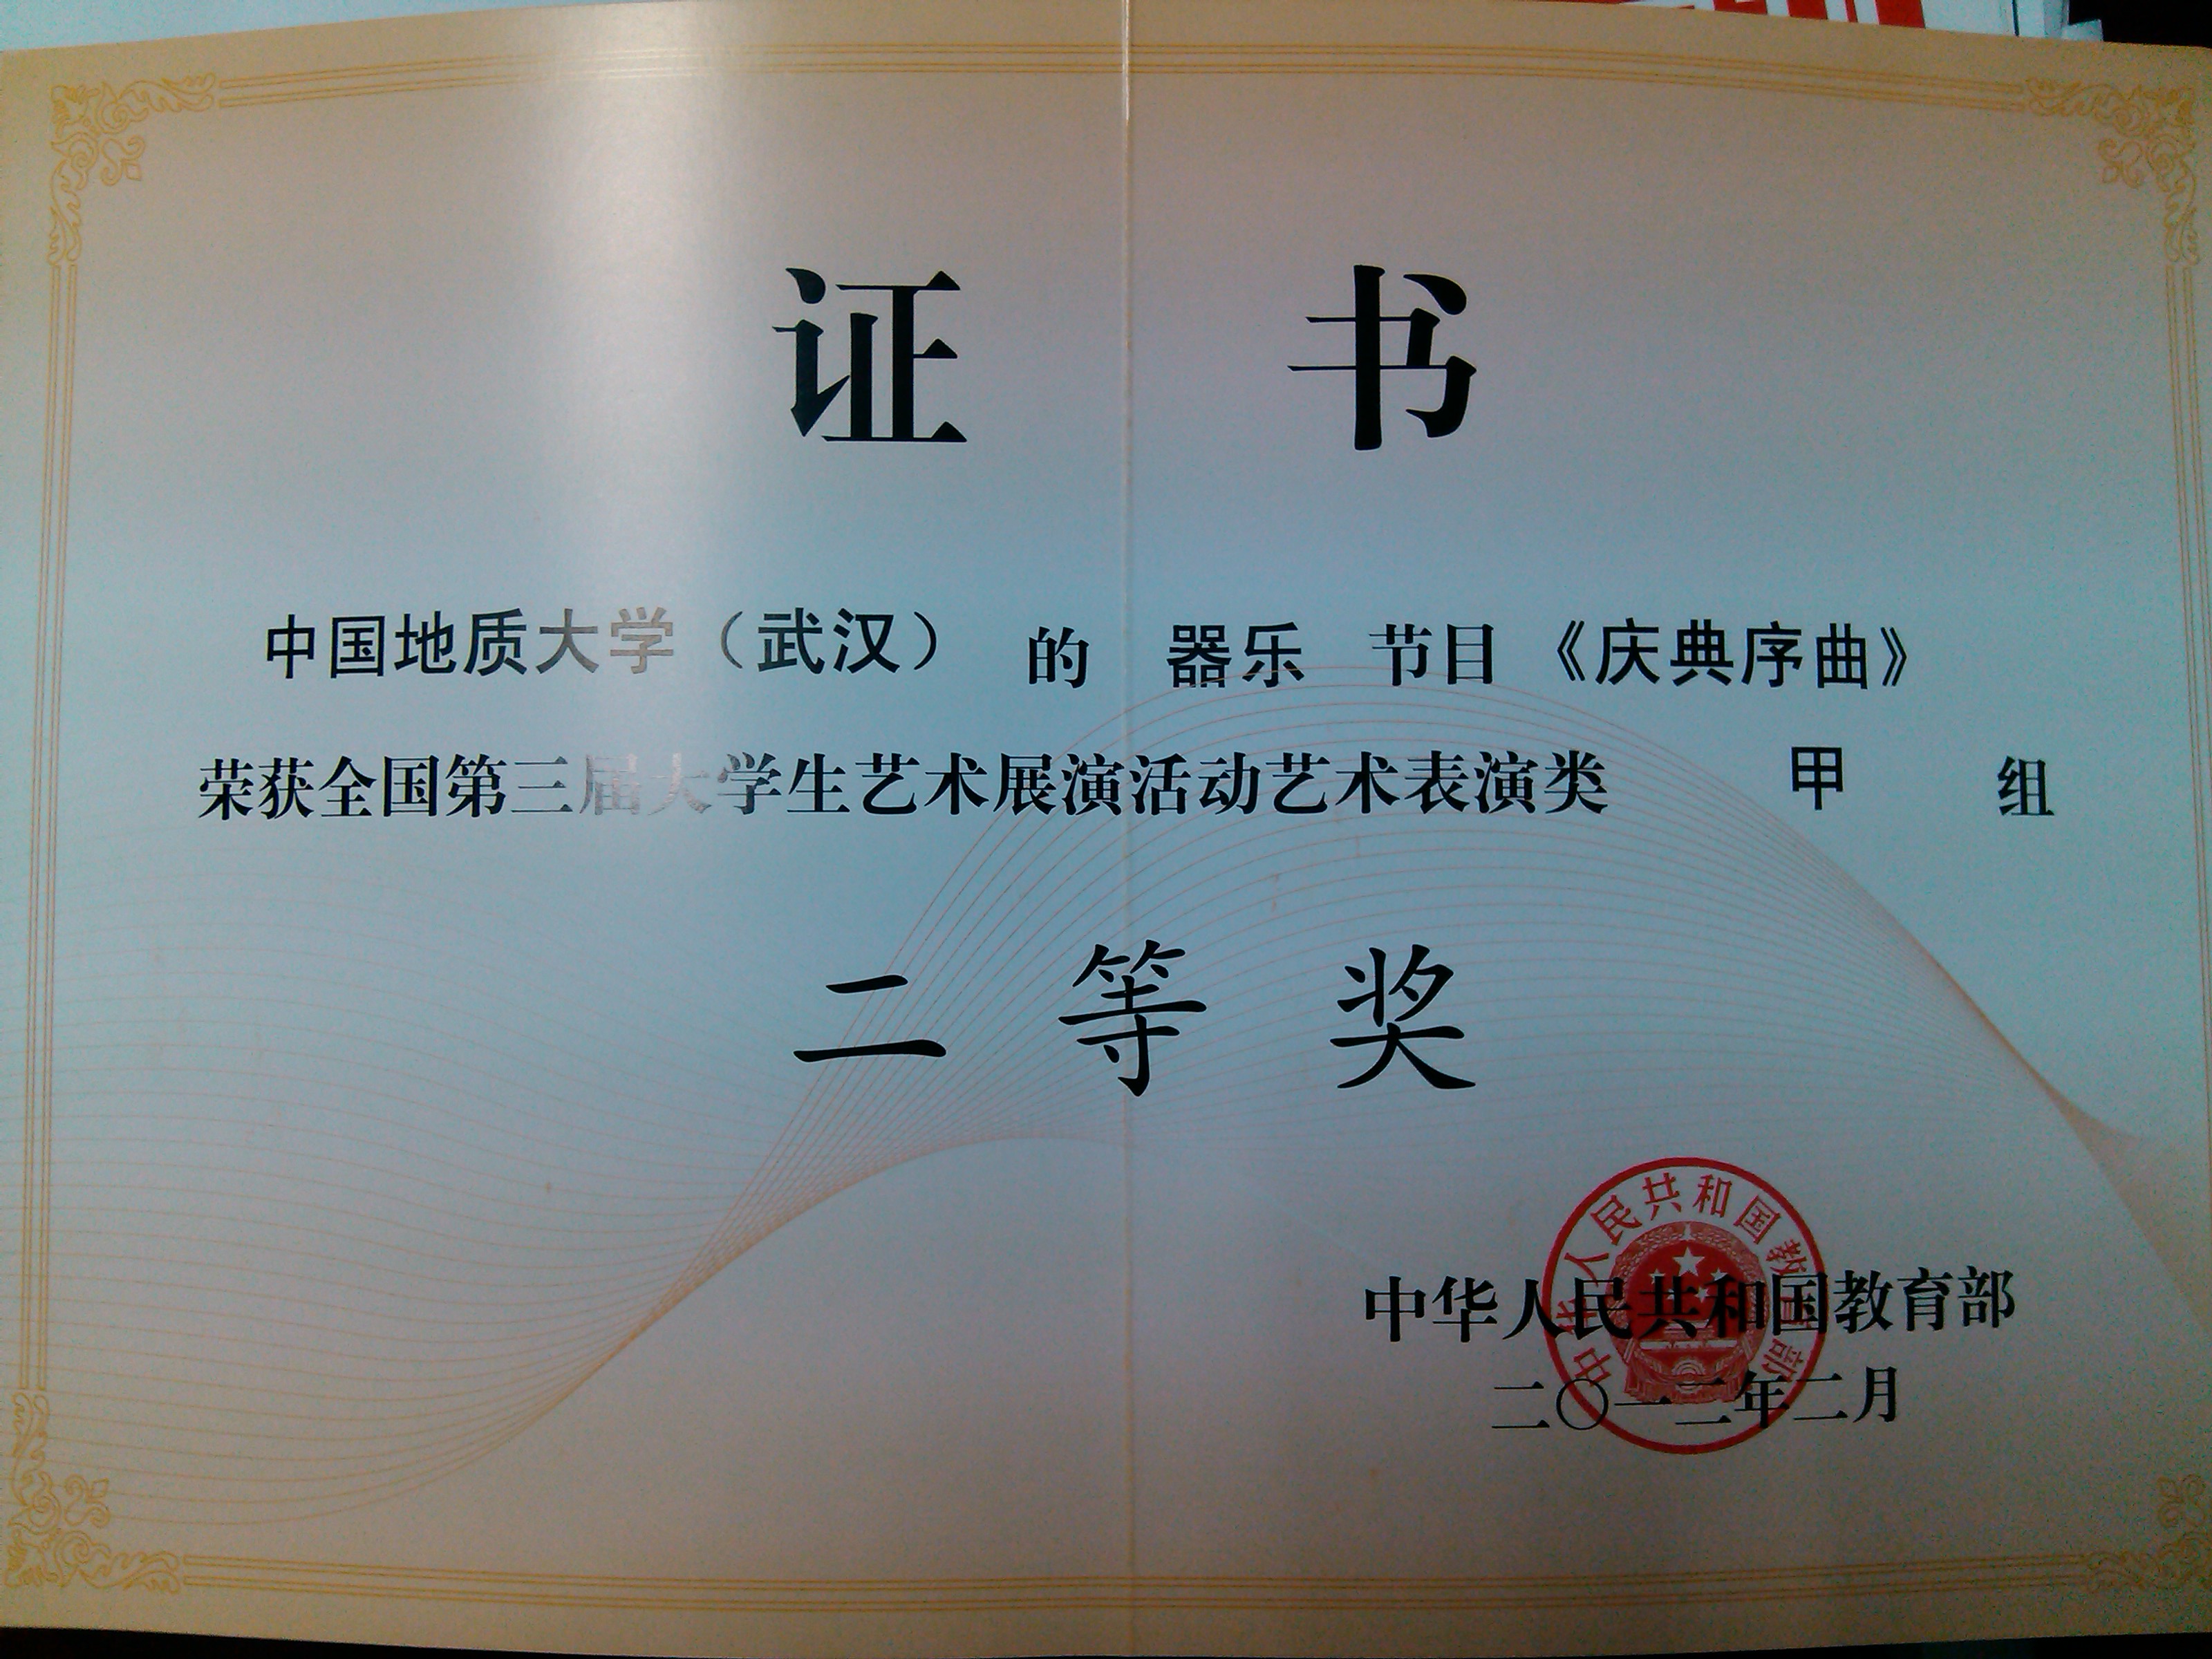 证 书
中国地质大学（武汉） 的 器乐 节目 《庆典序曲》
荣获全国第三届大学生艺术展演活动艺术表演类 甲 组
二 等 奖
中华人民共和国教育部
中华人民共和国教育部
二〇一二年二月